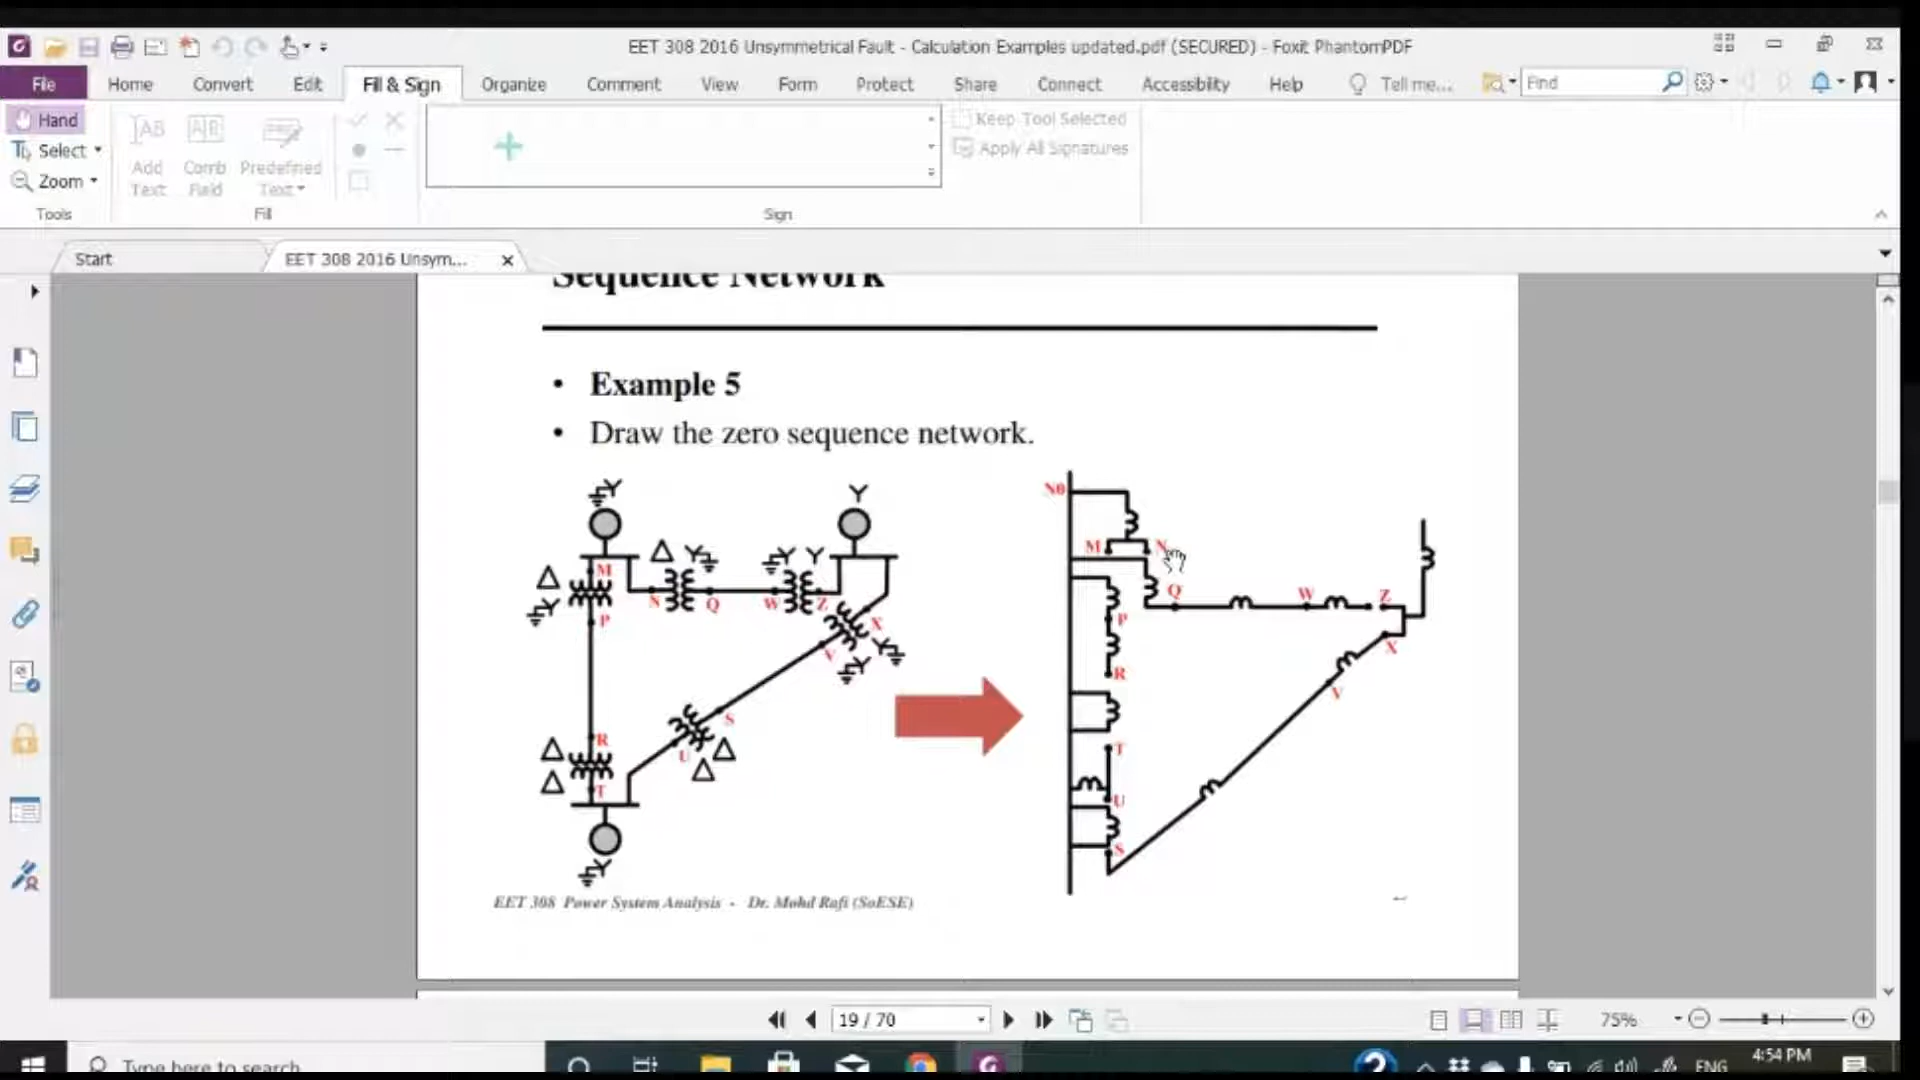 EET 308 2016 Unsymmetrical Fault - Calculation Examples updated.pdf (SECURED) - Foxit PhantomPDF
File Home Convert Edit Fill & Sign Organize Comment View Form Protect Share Connect Accessibility Help Tell me... Find
Hand
Select
Zoom
Tools
Add Text
Comb Field
Predefined Text
Fill
Sign
Keep Tool Selected
Apply All Signatures
Start
EET 308 2016 Unsym...
Sequence Network
• Example 5
• Draw the zero sequence network.
Y
Y
M
Δ
Y
Δ
Y
P
N
Q
Y
Y
W
Z
X
V
Y
Y
S
U
Δ
Δ
R
Δ
Δ
T
Y
N0
M
N
Q
W
Z
P
X
R
V
T
U
S
EET 308 Power System Analysis - Dr. Mohd Rafi (SoESE)
19 / 70
75%
Type here to search
ENG
4:54 PM